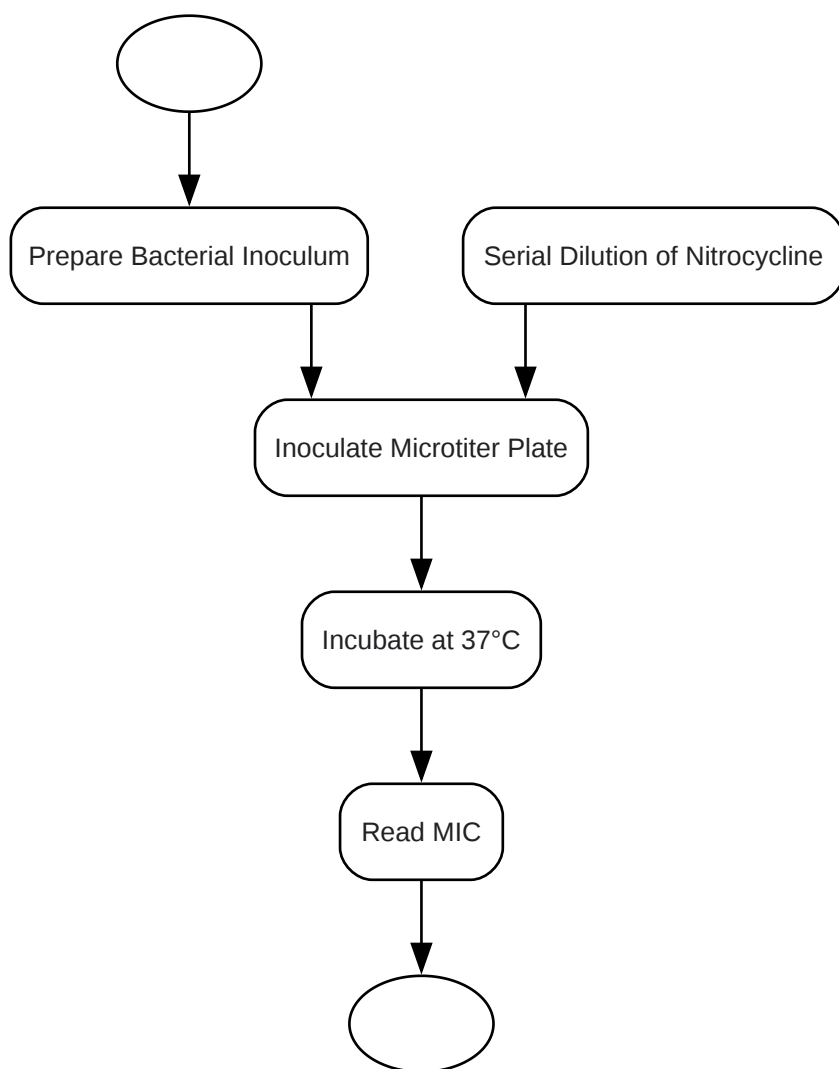 Prepare Bacterial Inoculum
Serial Dilution of Nitrocycline
Inoculate Microtiter Plate
Incubate at 37°C
Read MIC